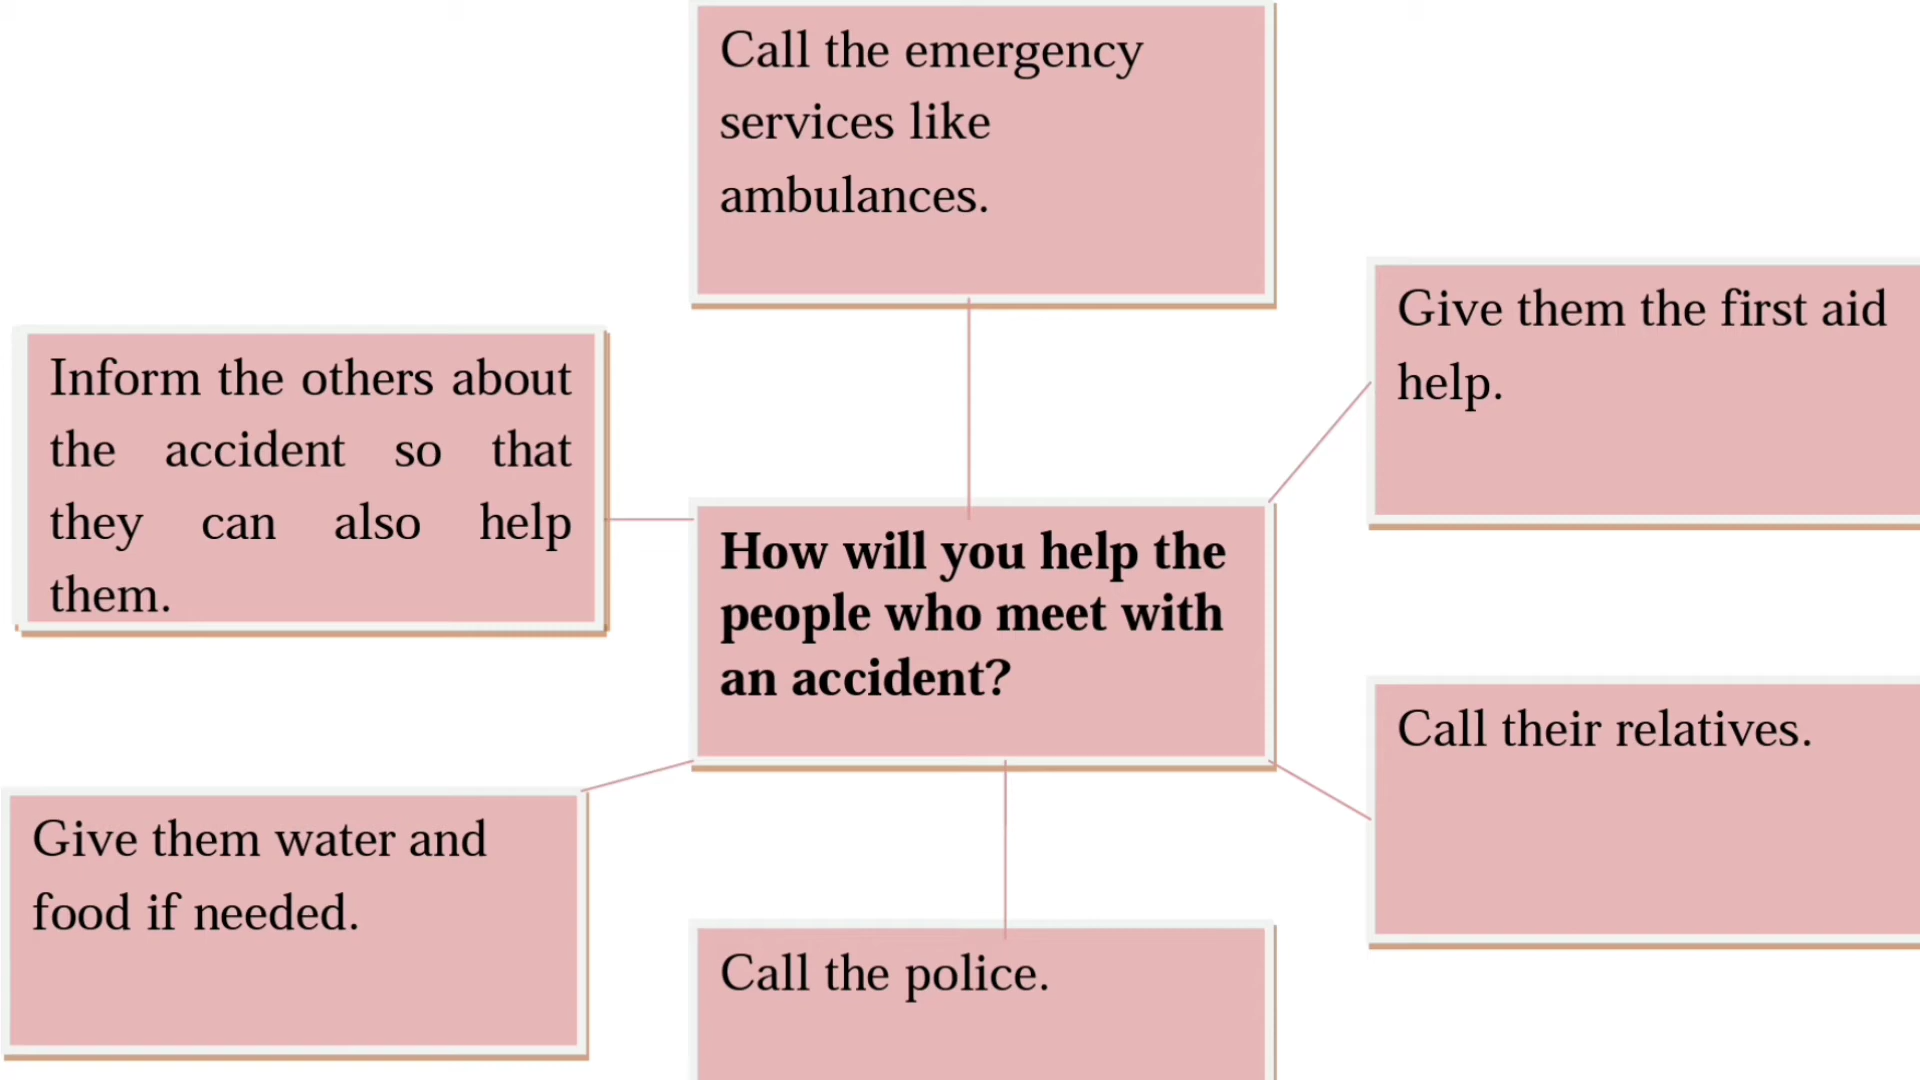 Call the emergency
services like
ambulances.
Give them the first aid
help.
Inform the others about
the accident so that
they can also help
them.
How will you help the
people who meet with
an accident?
Call their relatives.
Give them water and
food if needed.
Call the police.